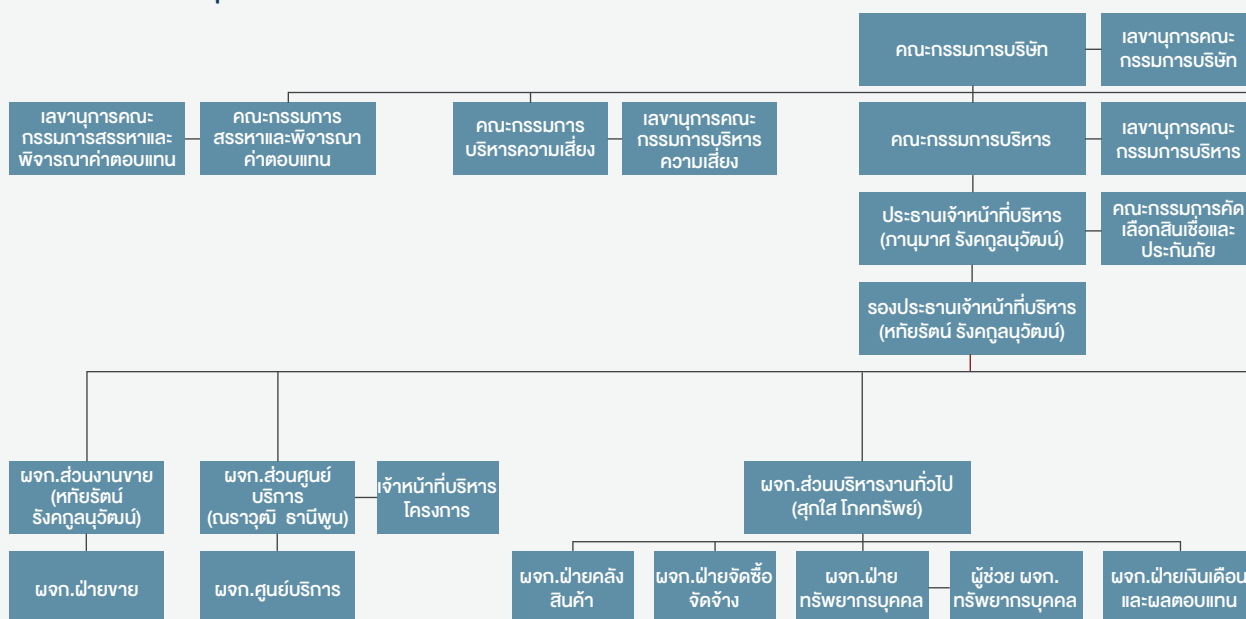 คณะกรรมการบริษัท
เลขานุการคณะ
กรรมการบริษัท
เลขานุการคณะ
กรรมการสรรหาและ
พิจารณาค่าตอบแทน
คณะกรรมการ
สรรหาและพิจารณา
ค่าตอบแทน
คณะกรรมการ
บริหารความเสี่ยง
เลขานุการคณะ
กรรมการบริหาร
ความเสี่ยง
คณะกรรมการบริหาร
เลขานุการคณะ
กรรมการบริหาร
ประธานเจ้าหน้าที่บริหาร
(ภานุมาศ รังคกูลนุวัฒน์)
คณะกรรมการคัด
เลือกสินเชื่อและ
ประกันภัย
รองประธานเจ้าหน้าที่บริหาร
(หทัยรัตน์ รังคกูลนุวัฒน์)
ผจก.ส่วนงานขาย
(หทัยรัตน์
รังคกูลนุวัฒน์)
ผจก.ส่วนศูนย์
บริการ
(ณราวุฒิ ธานีพูน)
เจ้าหน้าที่บริหาร
โครงการ
ผจก.ส่วนบริหารงานทั่วไป
(สุกใส โภคทรัพย์)
ผจก.ฝ่ายขาย
ผจก.ศูนย์บริการ
ผจก.ฝ่ายคลัง
สินค้า
ผจก.ฝ่ายจัดซื้อ
จัดจ้าง
ผจก.ฝ่าย
ทรัพยากรบุคคล
ผู้ช่วย ผจก.
ทรัพยากรบุคคล
ผจก.ฝ่ายเงินเดือน
และผลตอบแทน